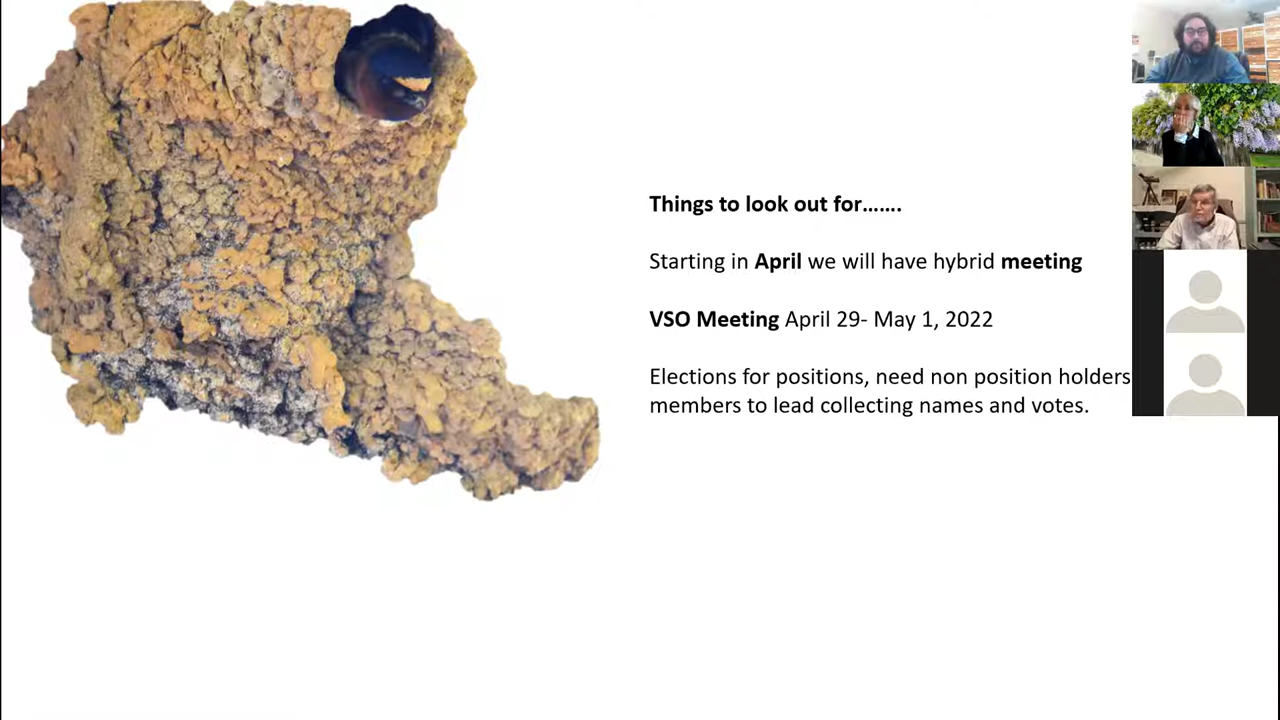 Things to look out for…….
Starting in April we will have hybrid meeting
VSO Meeting April 29- May 1, 2022
Elections for positions, need non position holders
members to lead collecting names and votes.